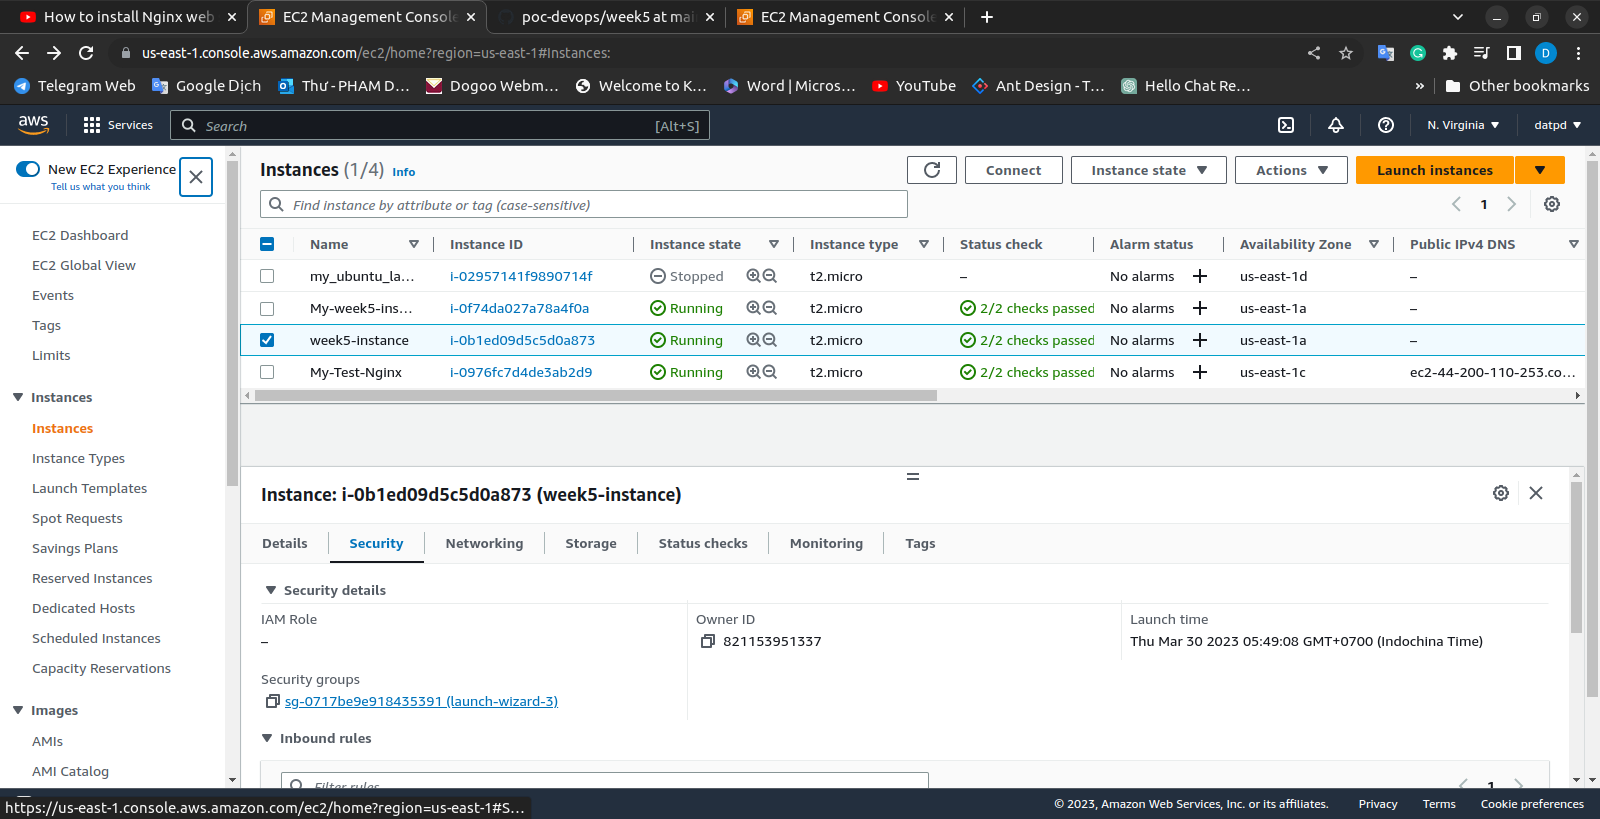 How to install Nginx web
EC2 Management Console
poc-devops/week5 at mai
EC2 Management Console
us-east-1.console.aws.amazon.com/ec2/home?region=us-east-1#Instances:
D
Telegram Web
Google Dịch
Thư - PHAM D...
Dogoo Webm...
Welcome to K...
Word | Micros...
YouTube
Ant Design - T...
Hello Chat Re...
»
Other bookmarks
aws
Services
Search
[Alt+S]
N. Virginia
datpd
New EC2 Experience
Tell us what you think
EC2 Dashboard
EC2 Global View
Events
Tags
Limits
Instances
Instances
Instance Types
Launch Templates
Spot Requests
Savings Plans
Reserved Instances
Dedicated Hosts
Scheduled Instances
Capacity Reservations
Images
AMIs
AMI Catalog
Instances (1/4) Info
Connect
Instance state
Actions
Launch instances
Find instance by attribute or tag (case-sensitive)
1
Name Instance ID Instance state Instance type Status check Alarm status Availability Zone Public IPv4 DNS
my_ubuntu_la... i-02957141f9890714f Stopped t2.micro – No alarms us-east-1d –
My-week5-ins... i-0f74da027a78a4f0a Running t2.micro 2/2 checks passed No alarms us-east-1a –
week5-instance i-0b1ed09d5c5d0a873 Running t2.micro 2/2 checks passed No alarms us-east-1a –
My-Test-Nginx i-0976fc7d4de3ab2d9 Running t2.micro 2/2 checks passed No alarms us-east-1c ec2-44-200-110-253.co...
Instance: i-0b1ed09d5c5d0a873 (week5-instance)
Details
Security
Networking
Storage
Status checks
Monitoring
Tags
Security details
IAM Role
–
Owner ID
821153951337
Launch time
Thu Mar 30 2023 05:49:08 GMT+0700 (Indochina Time)
Security groups
sg-0717be9e918435391 (launch-wizard-3)
Inbound rules
Filter rules
1
https://us-east-1.console.aws.amazon.com/ec2/home?region=us-east-1#S...
© 2023, Amazon Web Services, Inc. or its affiliates.
Privacy
Terms
Cookie preferences